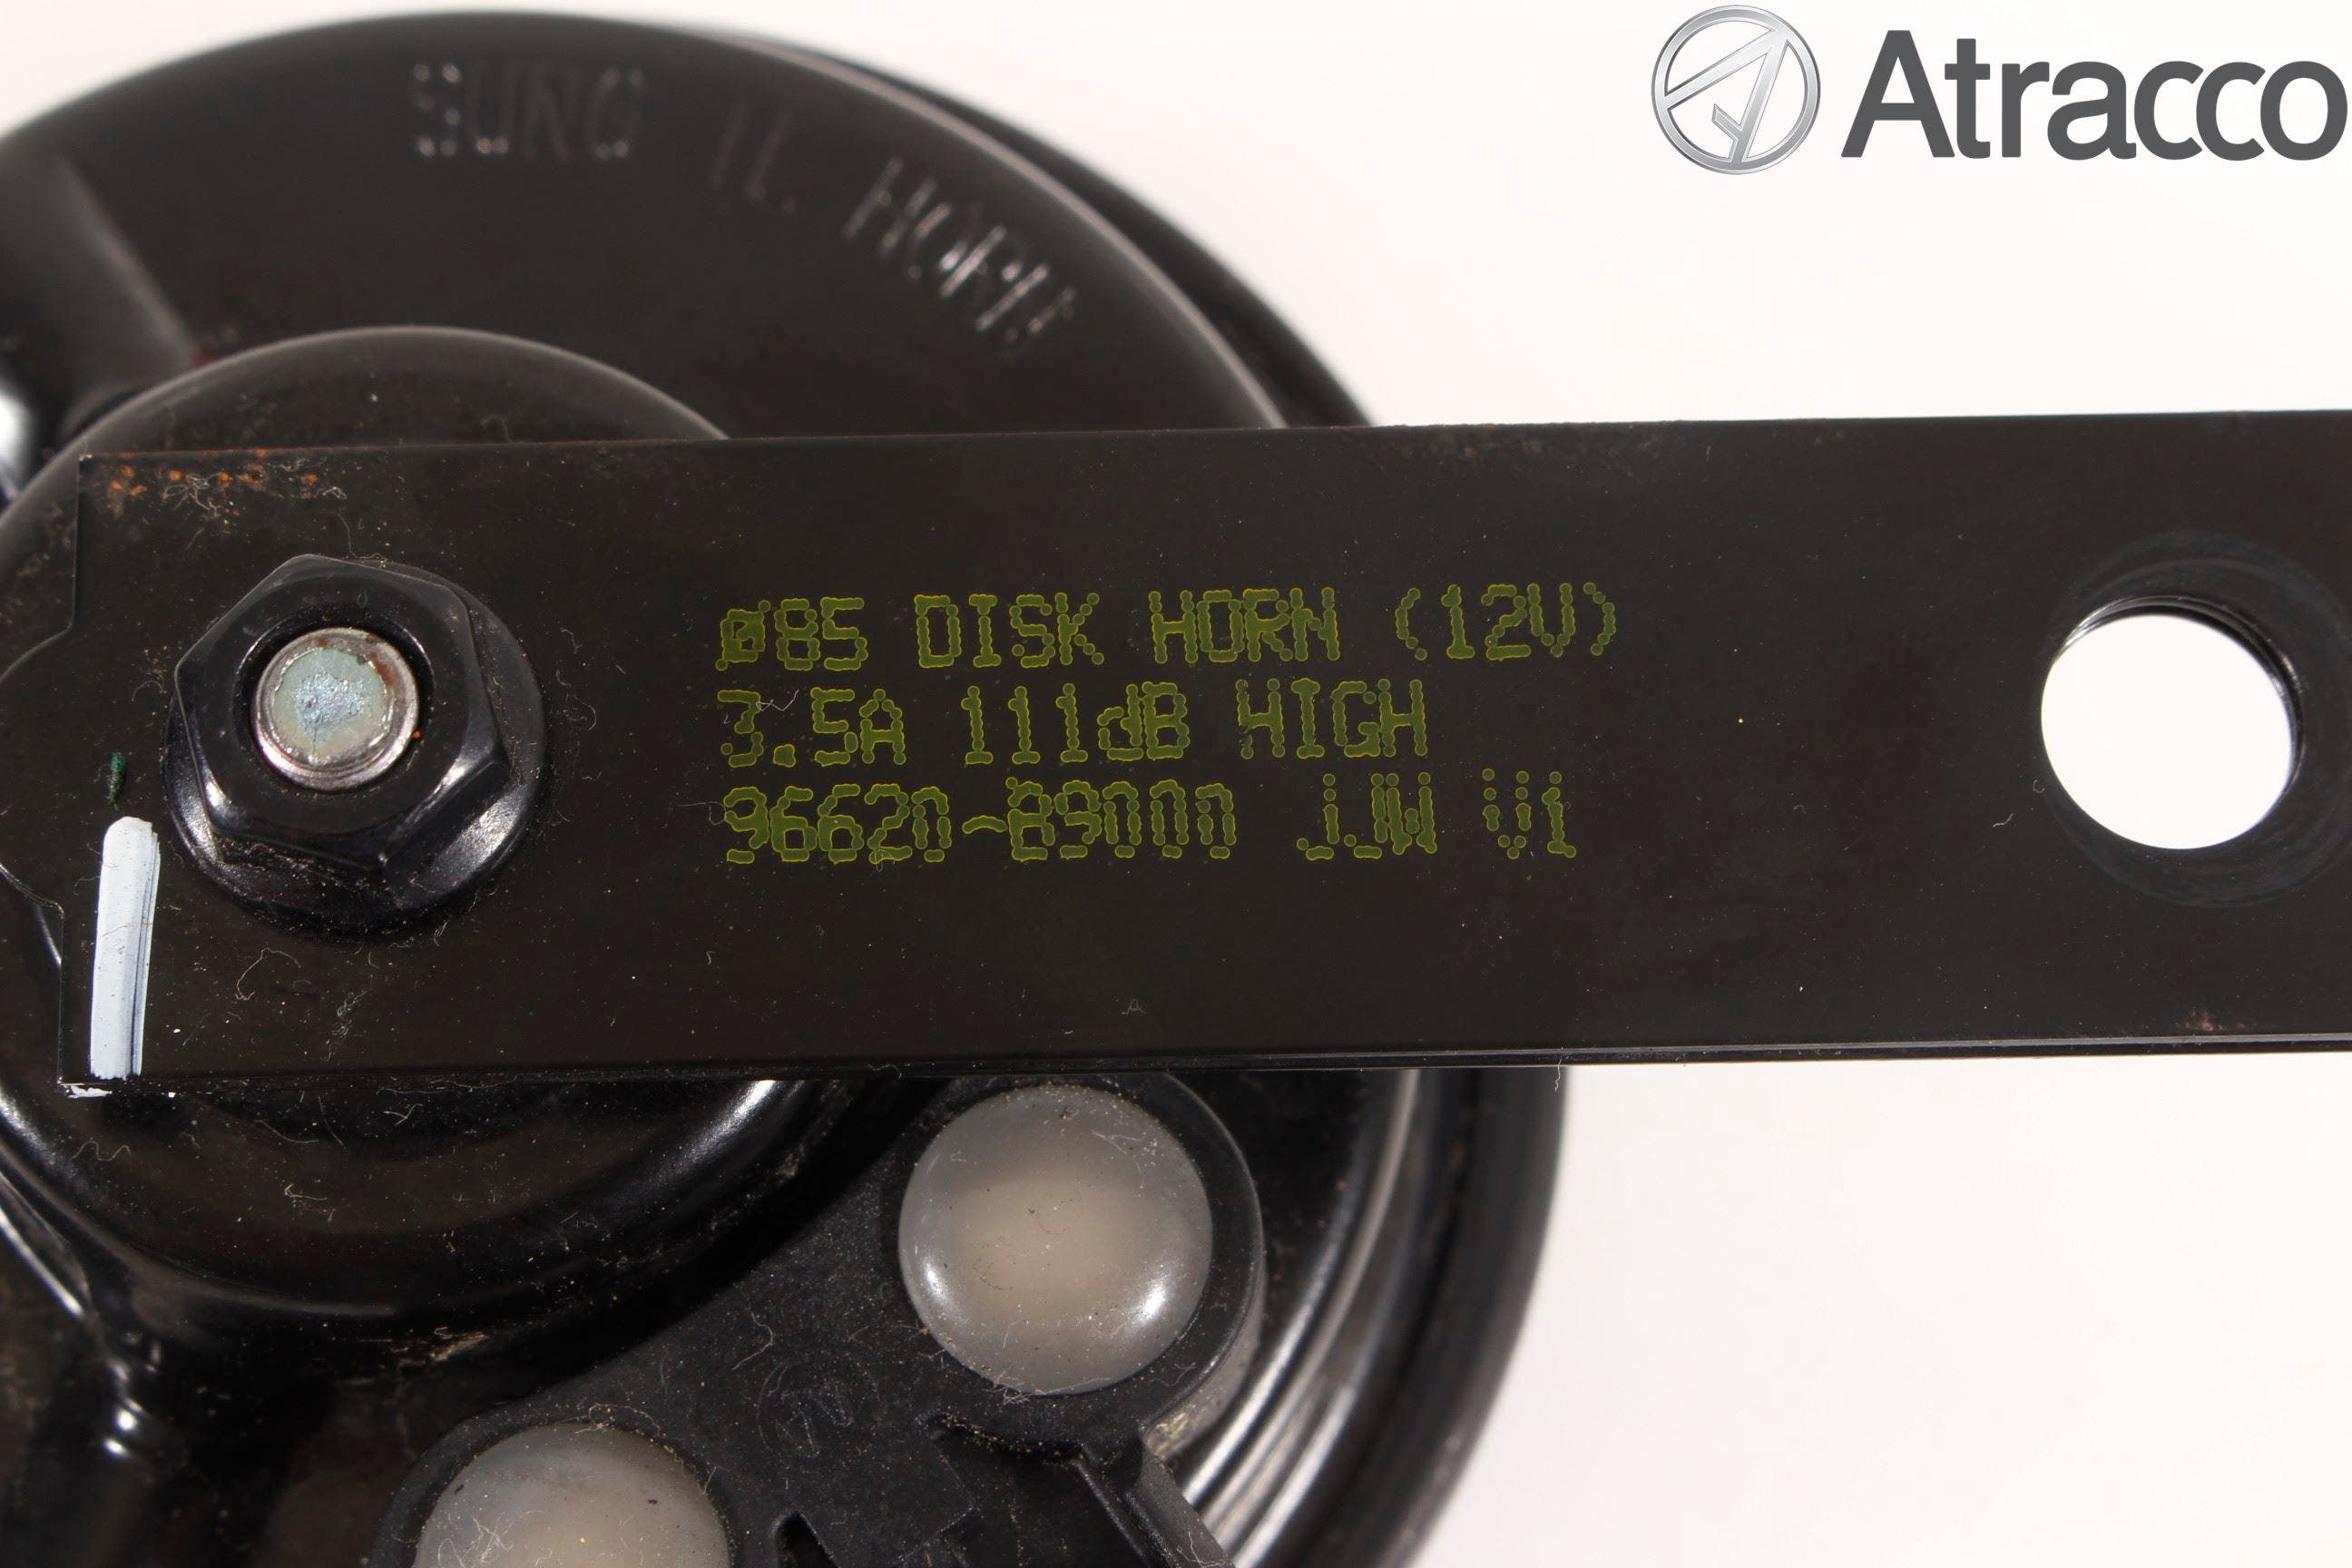 Atracco
SUNG IL HORN
Ø85 DISK HORN (12V)
3.5A 111dB HIGH
96620-B9000 JJW V1